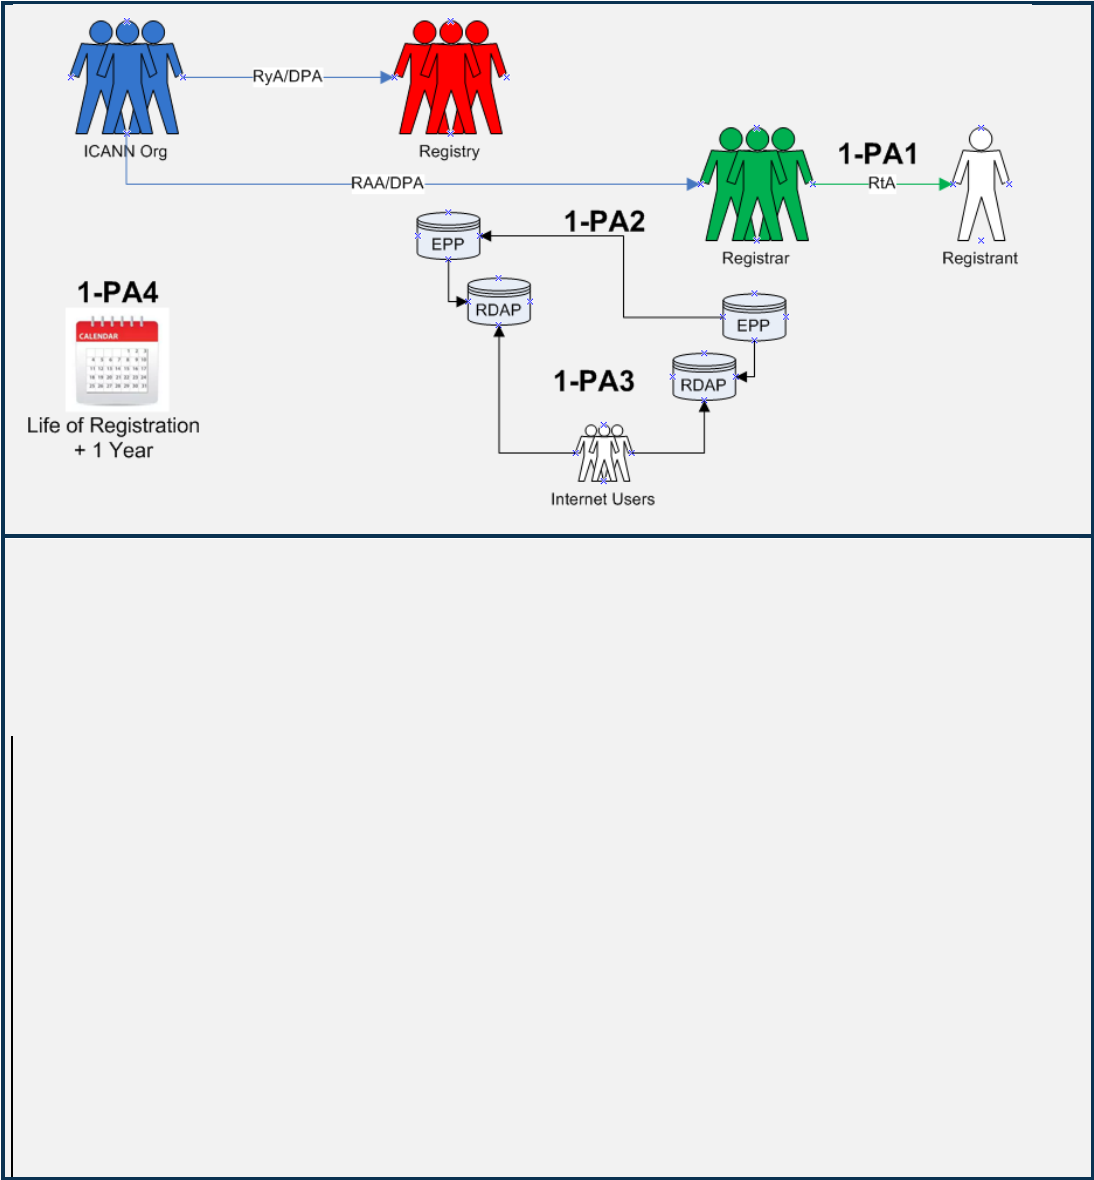 RyA/DPA
ICANN Org
Registry
1-PA1
RAA/DPA
RtA
1-PA2
EPP
Registrar
Registrant
1-PA4
RDAP
EPP
CALENDAR
1-PA3
RDAP
Life of Registration
+ 1 Year
Internet Users